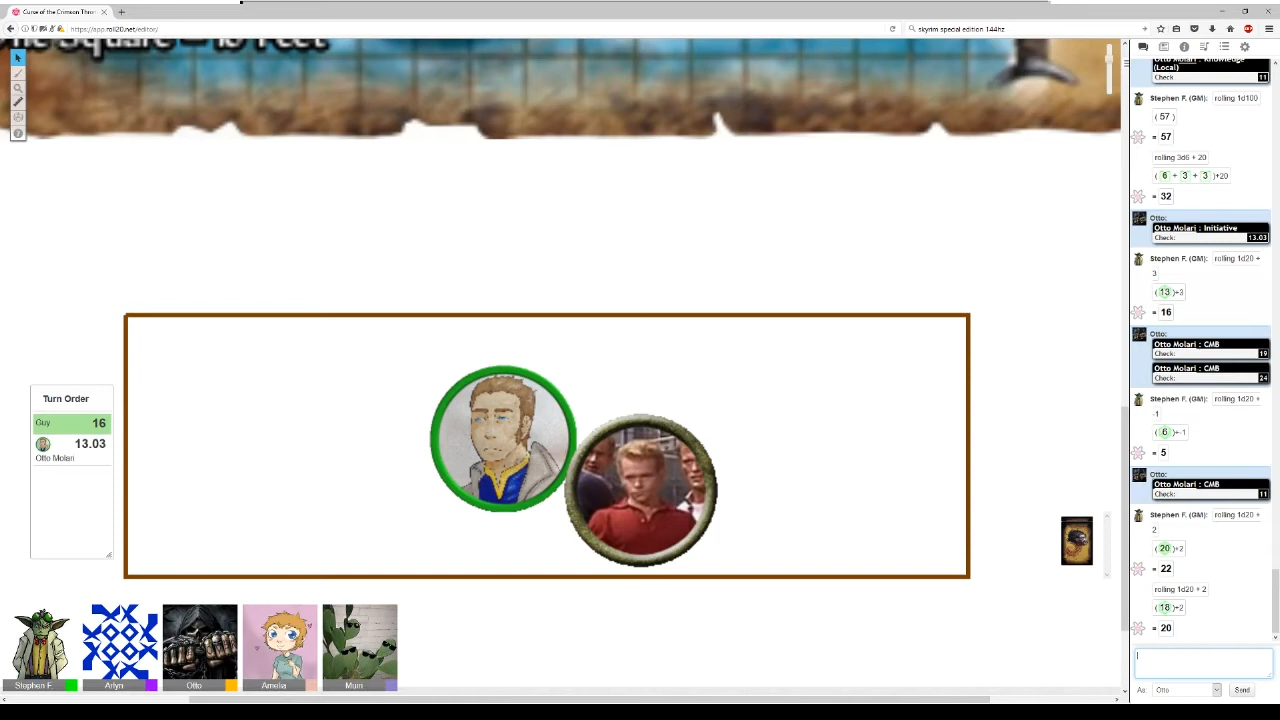 Curse of the Crimson Thron
https://app.roll20.net/editor/
skyrim special edition 144hz
The Square — 15 Feet
Otto Molari : Knowledge
(Local)
Check 11
Stephen F. (GM): rolling 1d100
(57)
= 57
rolling 3d6 + 20
(6+3+3)+20
= 32
Otto:
Otto Molari : Initiative
Check: 13.03
Stephen F. (GM): rolling 1d20 +
3
(13)+3
= 16
Otto:
Otto Molari : CMB
Check: 19
Otto Molari : CMB
Check: 24
Stephen F. (GM): rolling 1d20 +
-1
(6)+-1
= 5
Otto:
Otto Molari : CMB
Check: 11
Stephen F. (GM): rolling 1d20 +
2
(20)+2
= 22
rolling 1d20 + 2
(18)+2
= 20
Turn Order
Guy 16
13.03
Otto Molari
Stephen F.
Arlyn
Otto
Amelia
Muin
As: Otto
Send